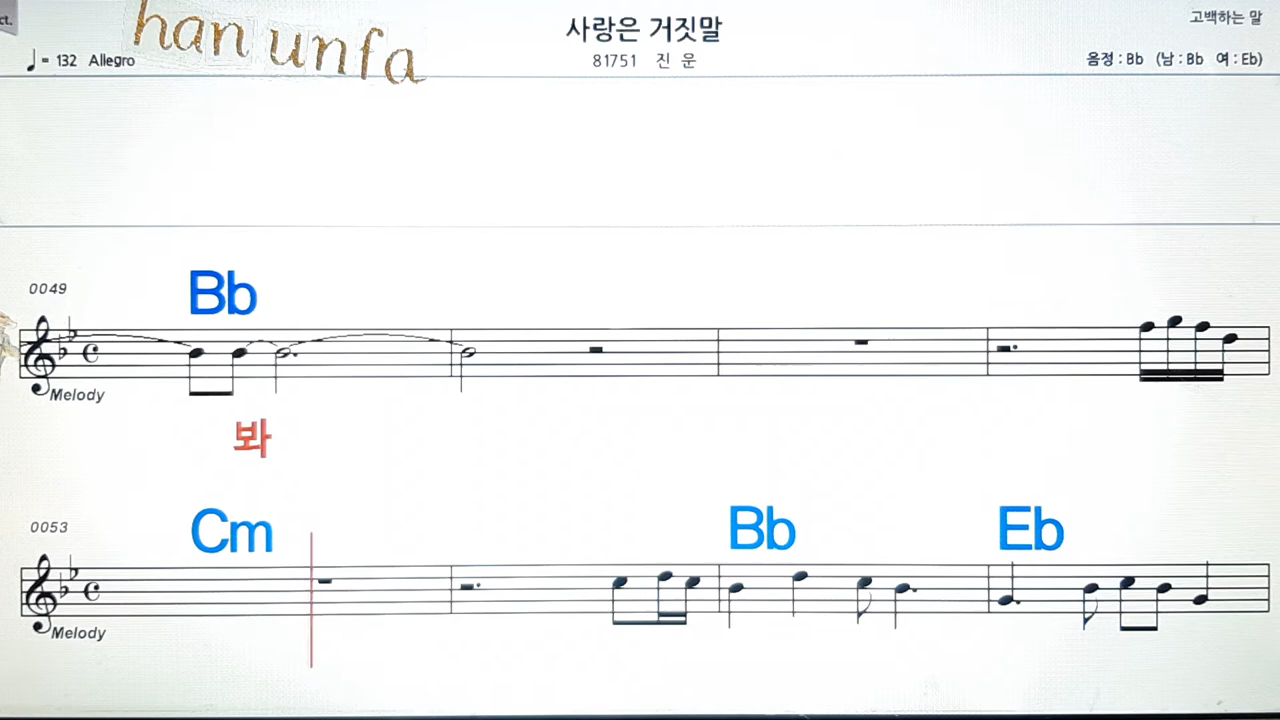 ct.
han unfa
사랑은 거짓말
고백하는 말
♩ = 132 Allegro
81751 진 운
음정 : Bb (남 : Bb 여 : Eb)
0049
Bb
Melody
봐
0053
Cm
Bb
Eb
Melody